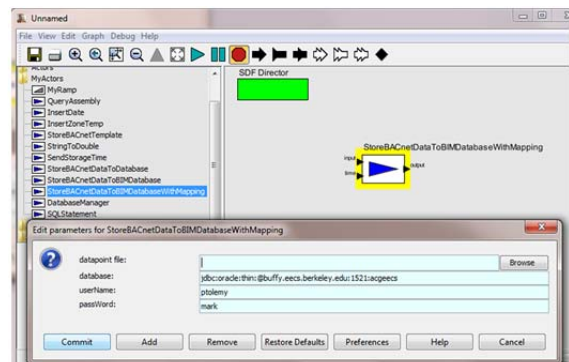 Unnamed
File View Edit Graph Debug Help
Actors
MyActors
MyRamp
QueryAssembly
InsertDate
InsertZoneTemp
StoreBACnetTemplate
StringToDouble
SendStorageTime
StoreBACnetDataToDatabase
StoreBACnetDataToBIMDatabase
StoreBACnetDataToBIMDatabaseWithMapping
DatabaseManager
SQLStatement
SDF Director
StoreBACnetDataToBIMDatabaseWithMapping
input
time
output
Edit parameters for StoreBACnetDataToBIMDatabaseWithMapping
datapoint file:
Browse
database:
jdbc:oracle:thin:@buffy.eecs.berkeley.edu:1521:acgeecs
userName:
ptolemy
passWord:
mark
Commit Add Remove Restore Defaults Preferences Help Cancel